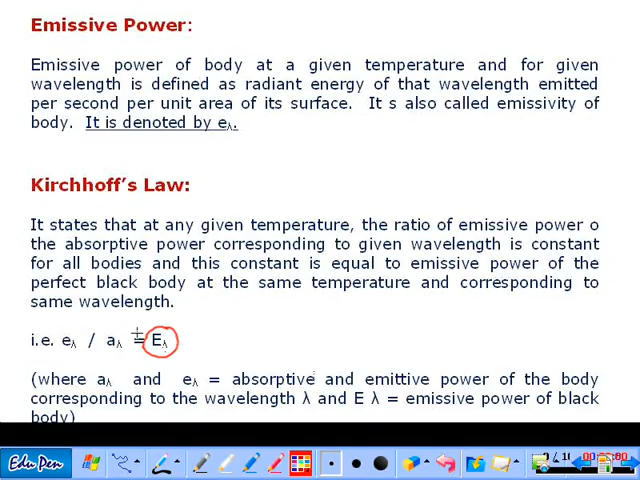 Emissive Power:
Emissive power of body at a given temperature and for given
wavelength is defined as radiant energy of that wavelength emitted
per second per unit area of its surface. It s also called emissivity of
body. It is denoted by eλ.
Kirchhoff's Law:
It states that at any given temperature, the ratio of emissive power o
the absorptive power corresponding to given wavelength is constant
for all bodies and this constant is equal to emissive power of the
perfect black body at the same temperature and corresponding to
same wavelength.
i.e. eλ / aλ = Eλ
(where aλ and eλ = absorptive and emittive power of the body
corresponding to the wavelength λ and E λ = emissive power of black
body)
Edu Pen